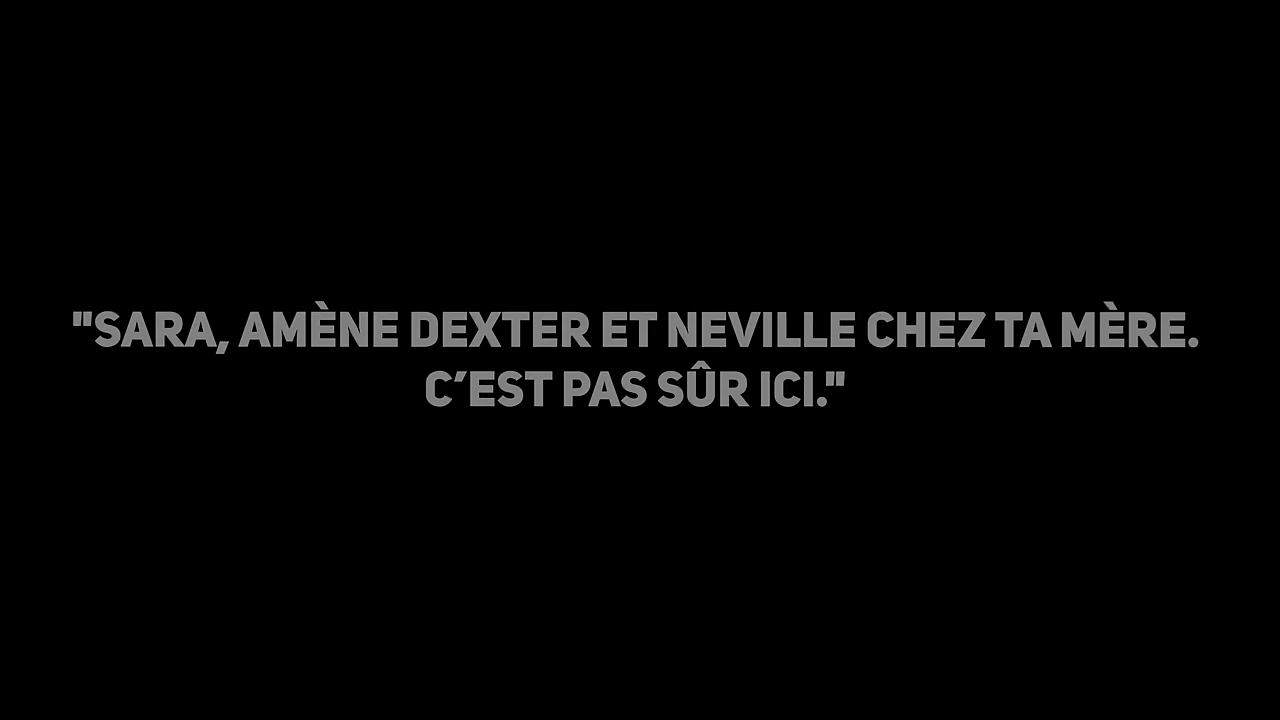 "SARA, AMÈNE DEXTER ET NEVILLE CHEZ TA MÈRE.
C’EST PAS SÛR ICI."